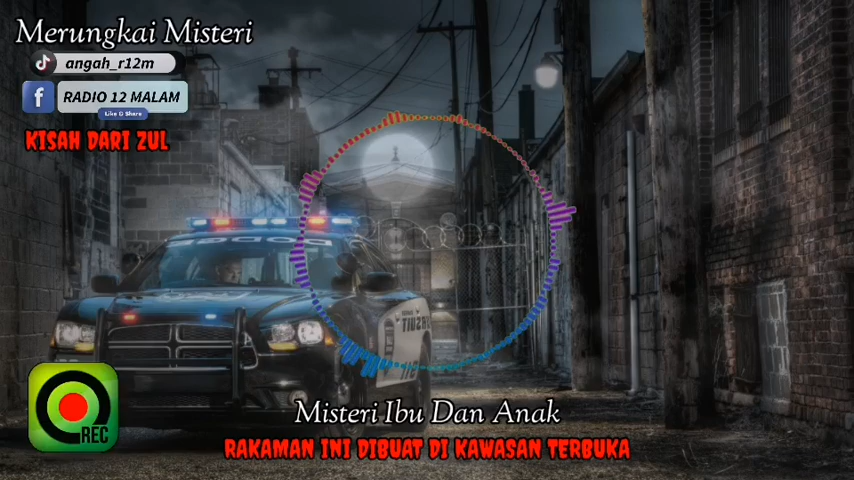 Merungkai Misteri
angah_r12m
f RADIO 12 MALAM
Like & Share
KISAH DARI ZUL
DODGE
REC
Misteri Ibu Dan Anak
RAKAMAN INI DIBUAT DI KAWASAN TERBUKA